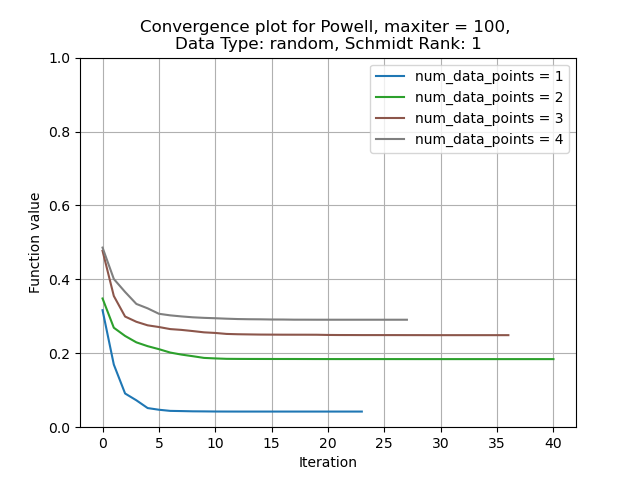 Convergence plot for Powell, maxiter = 100,
Data Type: random, Schmidt Rank: 1
num_data_points = 1
num_data_points = 2
num_data_points = 3
num_data_points = 4
Function value
1.0
0.8
0.6
0.4
0.2
0.0
0 5 10 15 20 25 30 35 40
Iteration